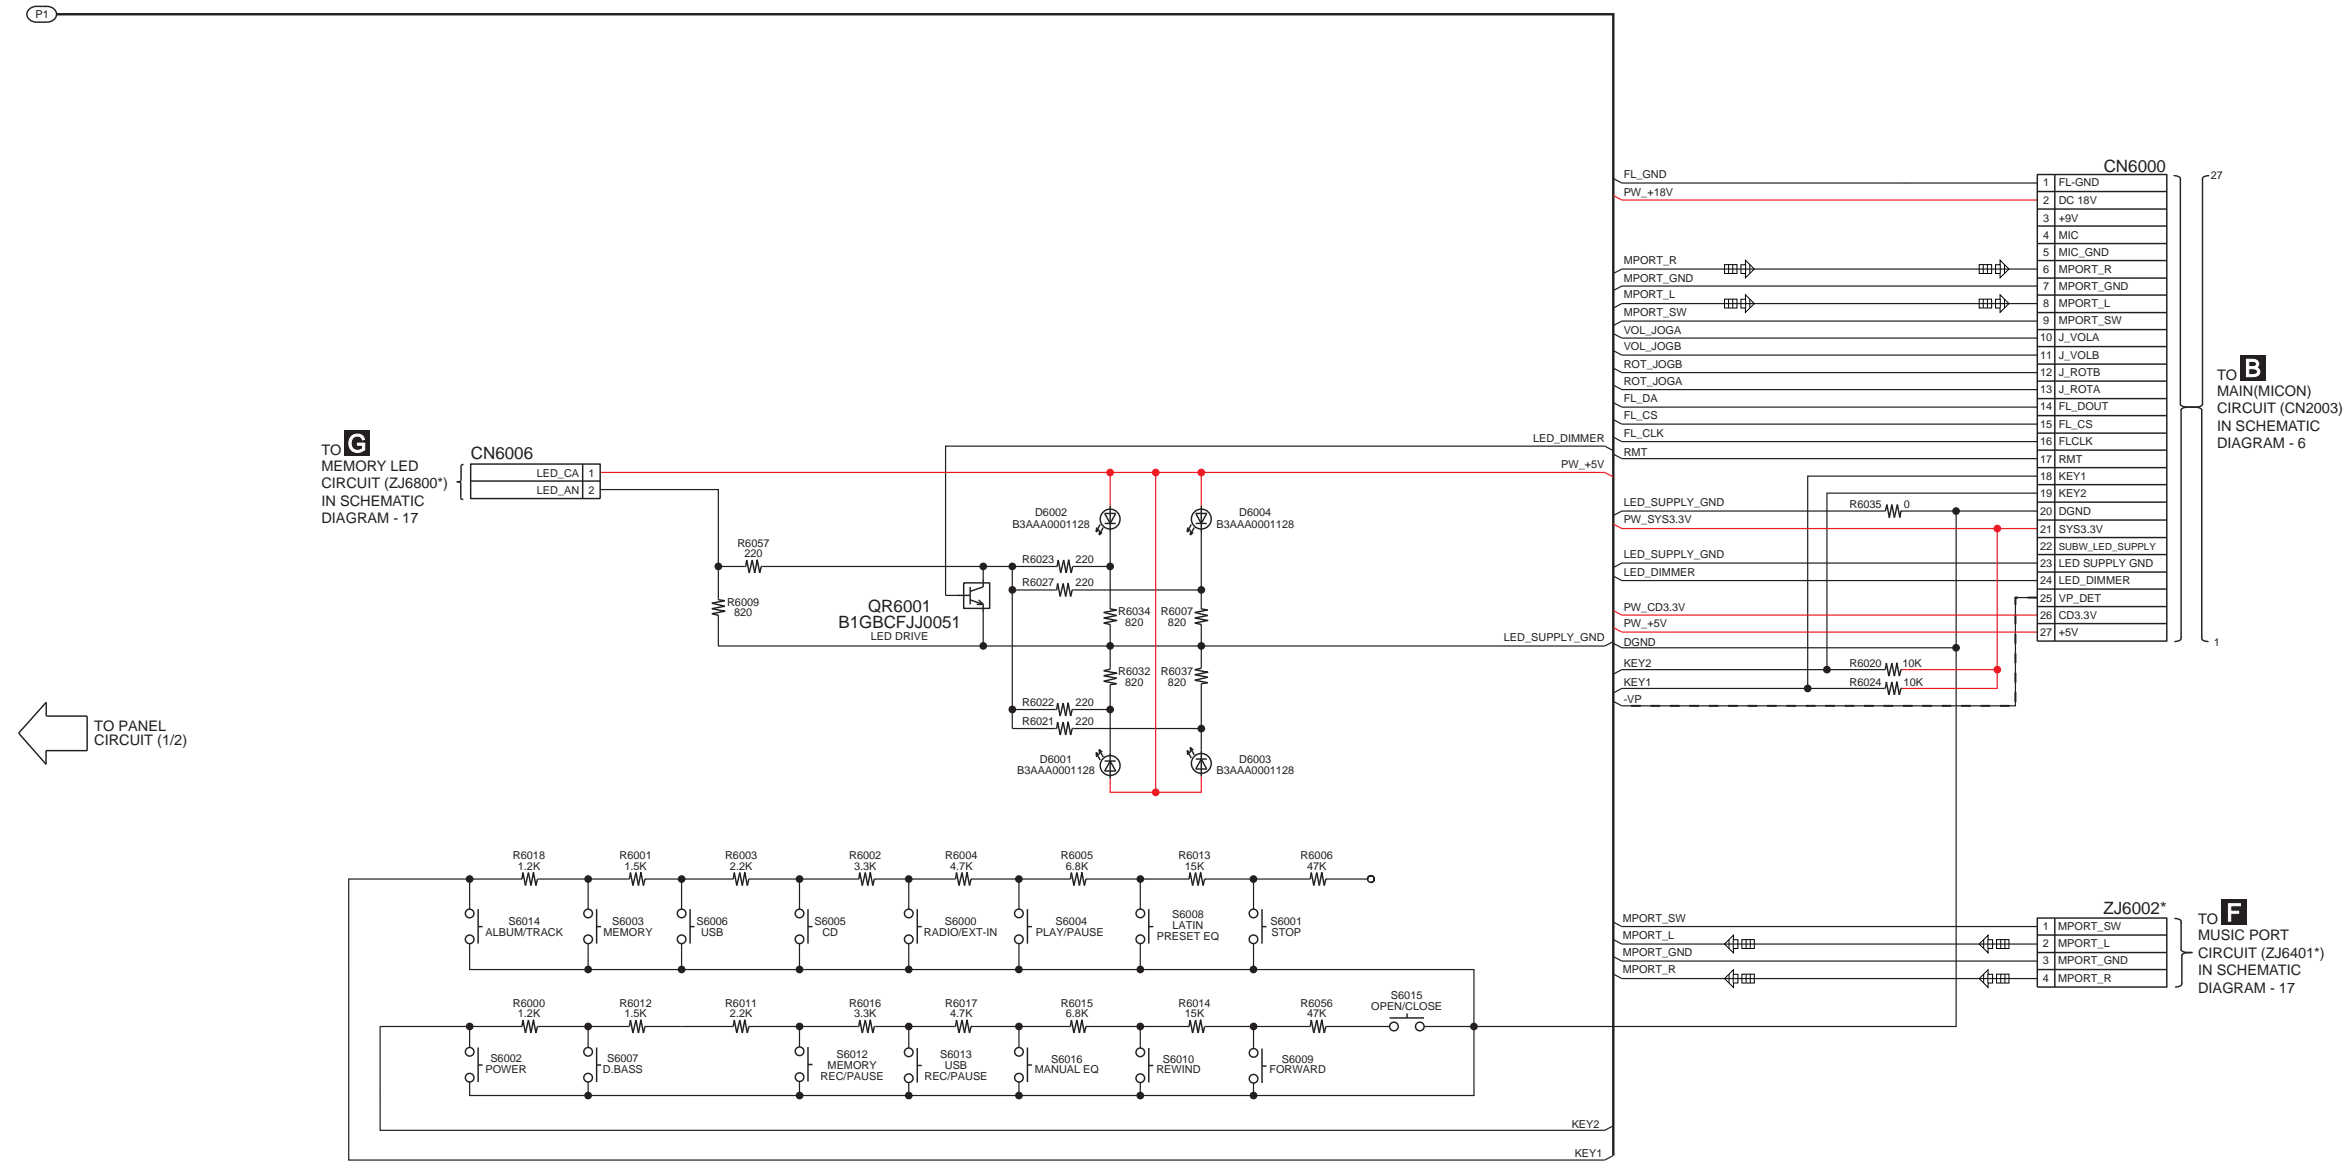 P1
CN6000
FL_GND
PW_+18V
MPORT_R
MPORT_GND
MPORT_L
MPORT_SW
VOL_JOGA
VOL_JOGB
ROT_JOGB
ROT_JOGA
FL_DA
FL_CS
FL_CLK
RMT
LED_SUPPLY_GND
PW_SYS3.3V
LED_SUPPLY_GND
LED_DIMMER
PW_CD3.3V
PW_+5V
DGND
KEY2
KEY1
-VP
1 FL-GND
2 DC 18V
3 +9V
4 MIC
5 MIC_GND
6 MPORT_R
7 MPORT_GND
8 MPORT_L
9 MPORT_SW
10 J_VOLA
11 J_VOLB
12 J_ROTB
13 J_ROTA
14 FL_DOUT
15 FL_CS
16 FLCLK
17 RMT
18 KEY1
19 KEY2
20 DGND
21 SYS3.3V
22 SUBW_LED_SUPPLY
23 LED SUPPLY GND
24 LED_DIMMER
25 VP_DET
26 CD3.3V
27 +5V
27
1
TO B
MAIN(MICON)
CIRCUIT (CN2003)
IN SCHEMATIC
DIAGRAM - 6
R6035 0
R6020 10K
R6024 10K
TO G
MEMORY LED
CIRCUIT (ZJ6800*)
IN SCHEMATIC
DIAGRAM - 17
CN6006
LED_CA 1
LED_AN 2
LED_DIMMER
PW_+5V
LED_SUPPLY_GND
D6002
B3AAA0001128
D6004
B3AAA0001128
R6057
220
R6009
820
R6023 220
R6027 220
QR6001
B1GBCFJJ0051
LED DRIVE
R6034
820
R6007
820
R6032
820
R6037
820
R6022 220
R6021 220
D6001
B3AAA0001128
D6003
B3AAA0001128
TO PANEL
CIRCUIT (1/2)
R6018
1.2K
R6001
1.5K
R6003
2.2K
R6002
3.3K
R6004
4.7K
R6005
6.8K
R6013
15K
R6006
47K
S6014
ALBUM/TRACK
S6003
MEMORY
S6006
USB
S6005
CD
S6000
RADIO/EXT-IN
S6004
PLAY/PAUSE
S6008
LATIN
PRESET EQ
S6001
STOP
R6000
1.2K
R6012
1.5K
R6011
2.2K
R6016
3.3K
R6017
4.7K
R6015
6.8K
R6014
15K
R6056
47K
S6015
OPEN/CLOSE
S6002
POWER
S6007
D.BASS
S6012
MEMORY
REC/PAUSE
S6013
USB
REC/PAUSE
S6016
MANUAL EQ
S6010
REWIND
S6009
FORWARD
KEY2
KEY1
ZJ6002*
MPORT_SW
MPORT_L
MPORT_GND
MPORT_R
1 MPORT_SW
2 MPORT_L
3 MPORT_GND
4 MPORT_R
TO F
MUSIC PORT
CIRCUIT (ZJ6401*)
IN SCHEMATIC
DIAGRAM - 17